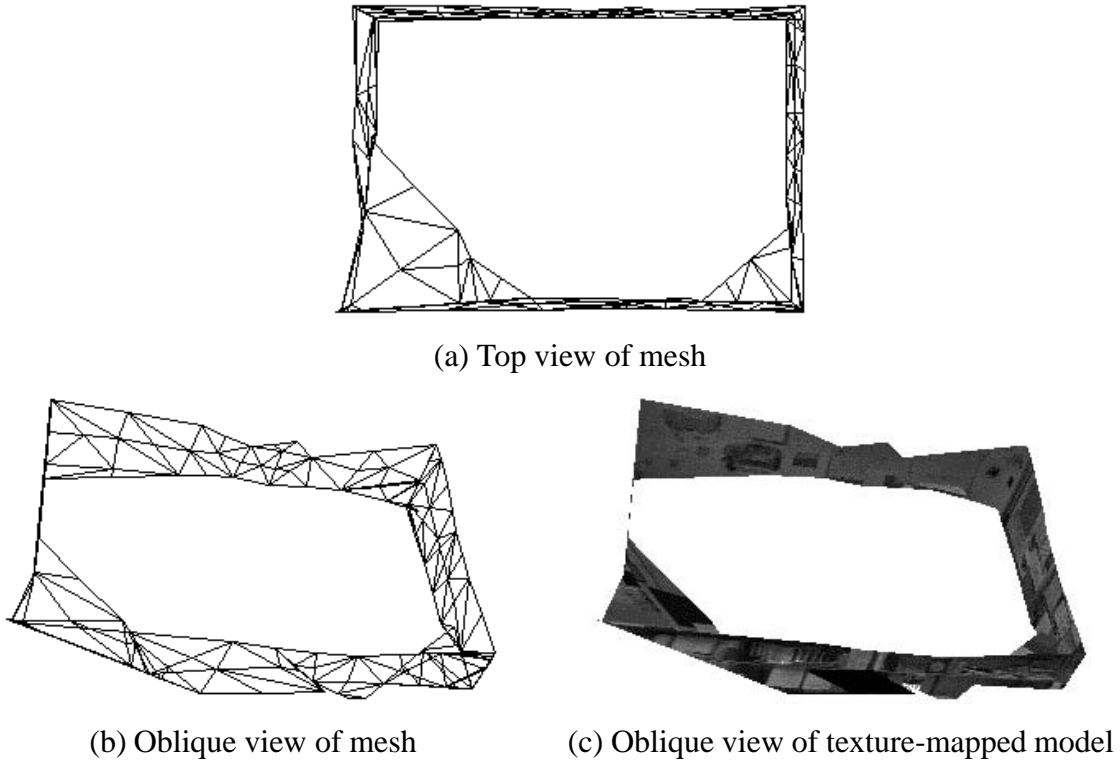 (a) Top view of mesh
(b) Oblique view of mesh
(c) Oblique view of texture-mapped model